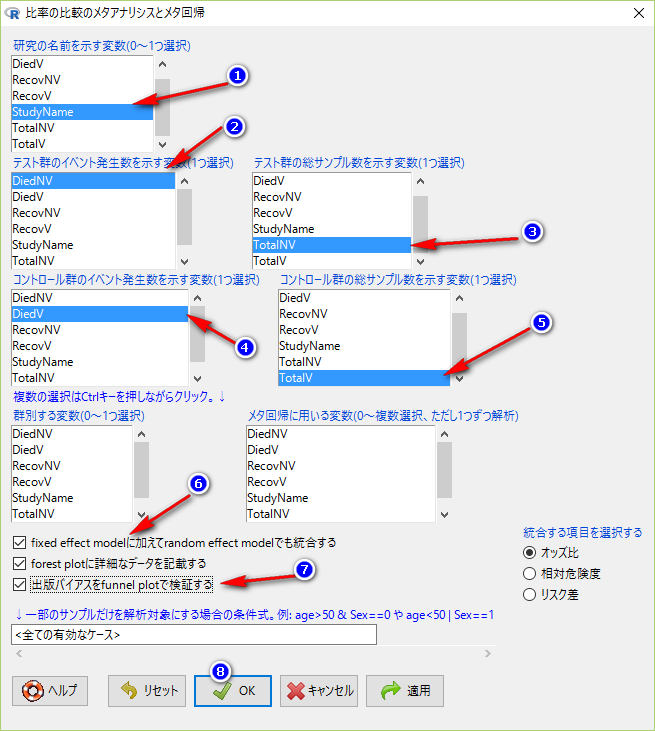 比率の比較のメタアナリシスとメタ回帰
研究の名前を示す変数(0～1つ選択)
DiedV
RecovNV
RecovV
StudyName
TotalNV
TotalV
1
2
テスト群のイベント発生数を示す変数(1つ選択)
DiedNV
DiedV
RecovNV
RecovV
StudyName
TotalNV
テスト群の総サンプル数を示す変数(1つ選択)
DiedV
RecovNV
RecovV
StudyName
TotalNV
TotalV
3
コントロール群のイベント発生数を示す変数(1つ選択)
DiedNV
DiedV
RecovNV
RecovV
StudyName
TotalNV
4
コントロール群の総サンプル数を示す変数(1つ選択)
DiedV
RecovNV
RecovV
StudyName
TotalNV
TotalV
5
複数の選択はCtrlキーを押しながらクリック。↓
群別する変数(0～1つ選択)
DiedNV
DiedV
RecovNV
RecovV
StudyName
TotalNV
メタ回帰に用いる変数(0～複数選択、ただし1つずつ解析)
DiedNV
DiedV
RecovNV
RecovV
StudyName
TotalNV
6
fixed effect modelに加えてrandom effect modelでも統合する
forest plotに詳細なデータを記載する
出版バイアスをfunnel plotで検証する
7
統合する項目を選択する
オッズ比
相対危険度
リスク差
↓一部のサンプルだけを解析対象にする場合の条件式。例: age>50 & Sex==0 や age<50 | Sex==1
<全ての有効なケース>
8
ヘルプ
リセット
OK
キャンセル
適用